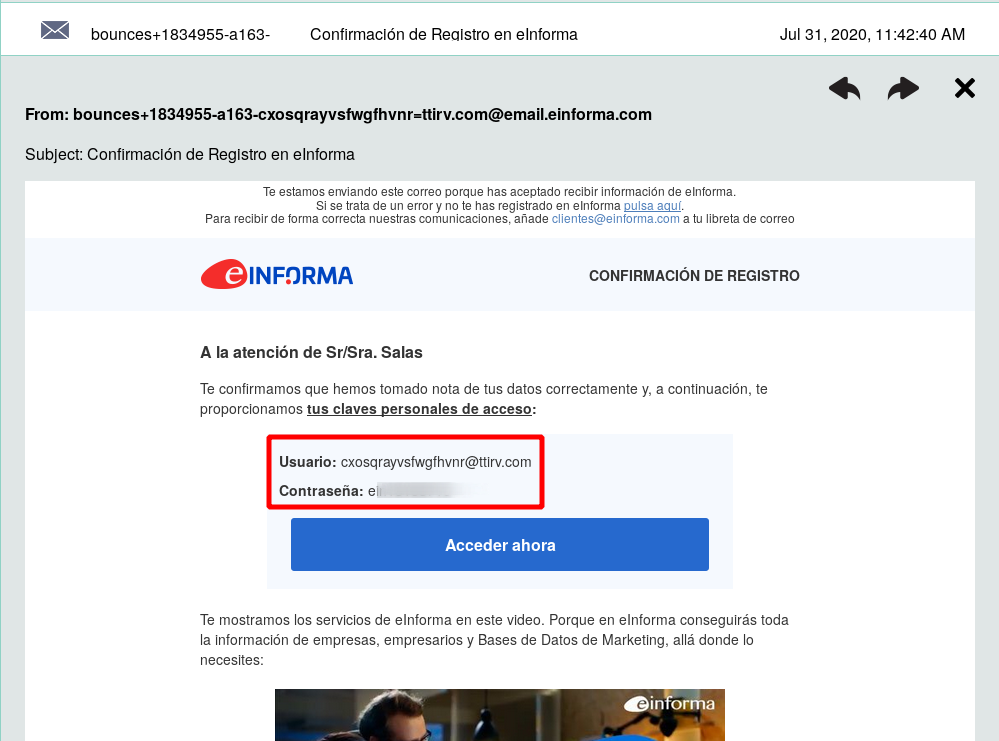 bounces+1834955-a163- Confirmación de Registro en eInforma Jul 31, 2020, 11:42:40 AM
From: bounces+1834955-a163-cxosqrayvsfwgfhvnr=ttirv.com@email.einforma.com
Subject: Confirmación de Registro en eInforma
Te estamos enviando este correo porque has aceptado recibir información de eInforma.
Si se trata de un error y no te has registrado en eInforma pulsa aquí.
Para recibir de forma correcta nuestras comunicaciones, añade clientes@einforma.com a tu libreta de correo
eINFORMA CONFIRMACIÓN DE REGISTRO
A la atención de Sr/Sra. Salas
Te confirmamos que hemos tomado nota de tus datos correctamente y, a continuación, te
proporcionamos tus claves personales de acceso:
Usuario: cxosqrayvsfwgfhvnr@ttirv.com
Contraseña:
Acceder ahora
Te mostramos los servicios de eInforma en este video. Porque en eInforma conseguirás toda
la información de empresas, empresarios y Bases de Datos de Marketing, allá donde lo
necesites:
einforma